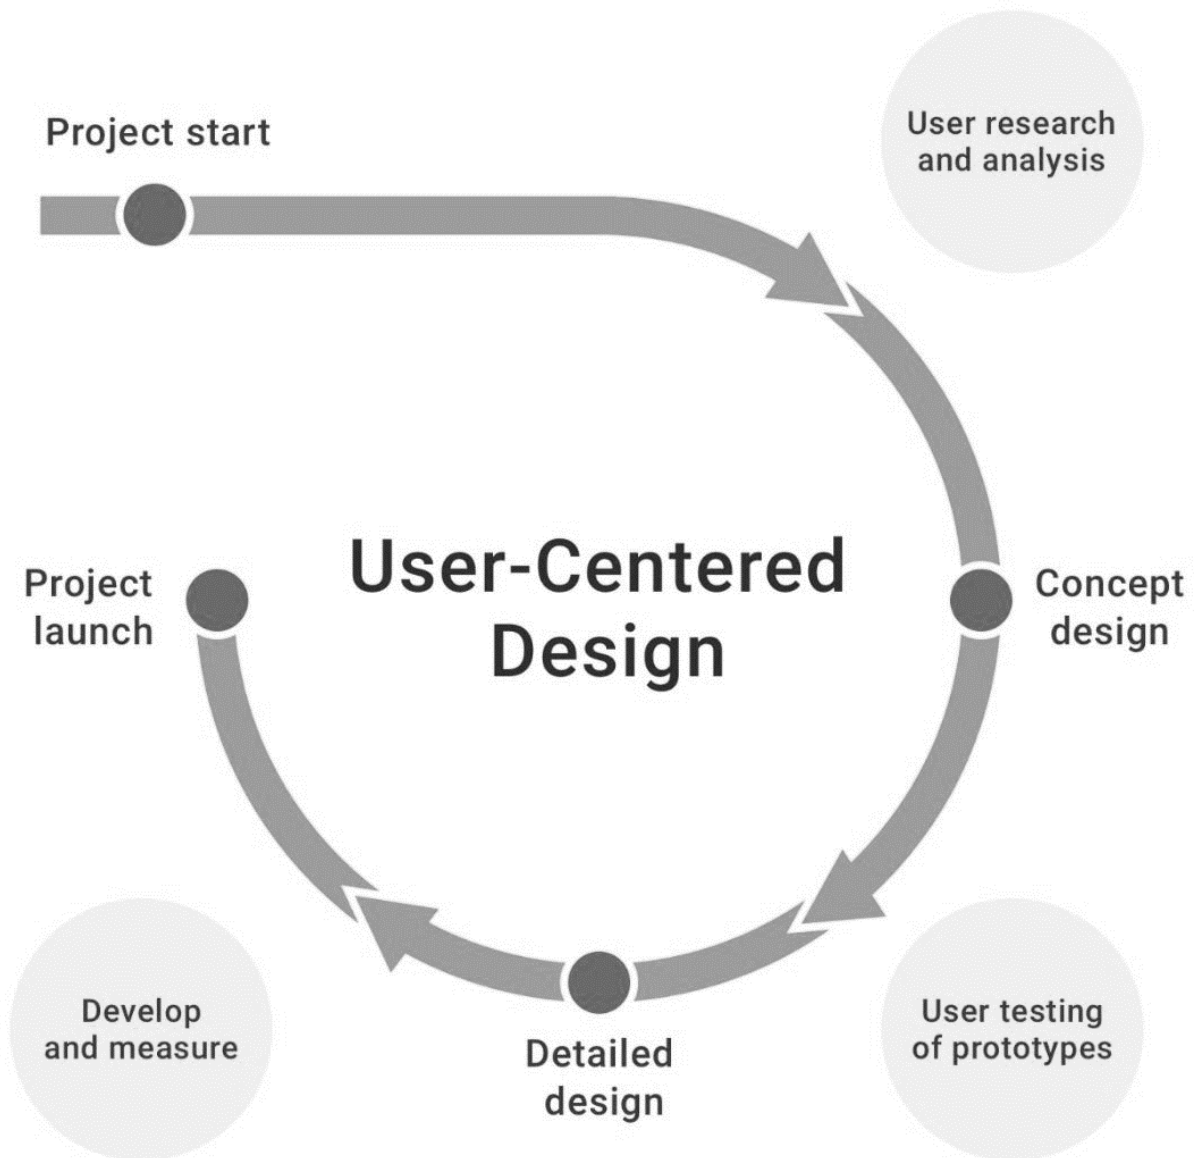 Project start
User research
and analysis
User-Centered
Design
Concept
design
Project
launch
User testing
of prototypes
Detailed
design
Develop
and measure